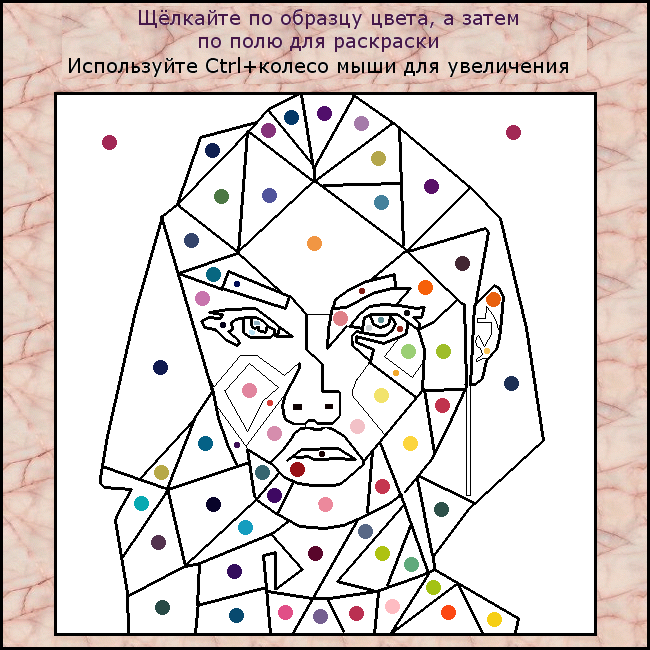 Щёлкайте по образцу цвета, а затем
по полю для раскраски
Используйте Ctrl+колесо мыши для увеличения